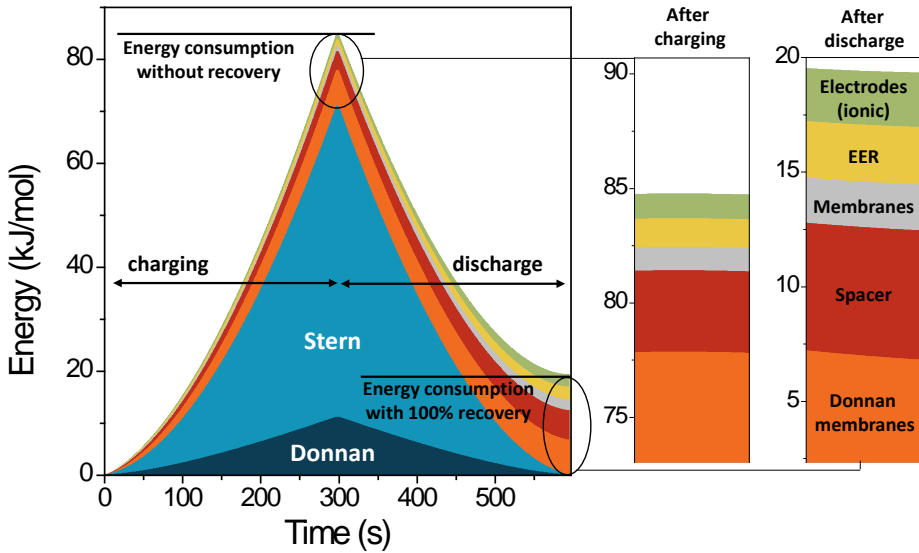 Energy (kJ/mol)
80
60
40
20
0
0
100
200
300
400
500
Time (s)
Energy consumption
without recovery
charging
discharge
Stern
Energy consumption
with 100% recovery
Donnan
After
charging
90
85
80
75
After
discharge
20
15
10
5
Electrodes
(ionic)
EER
Membranes
Spacer
Donnan
membranes